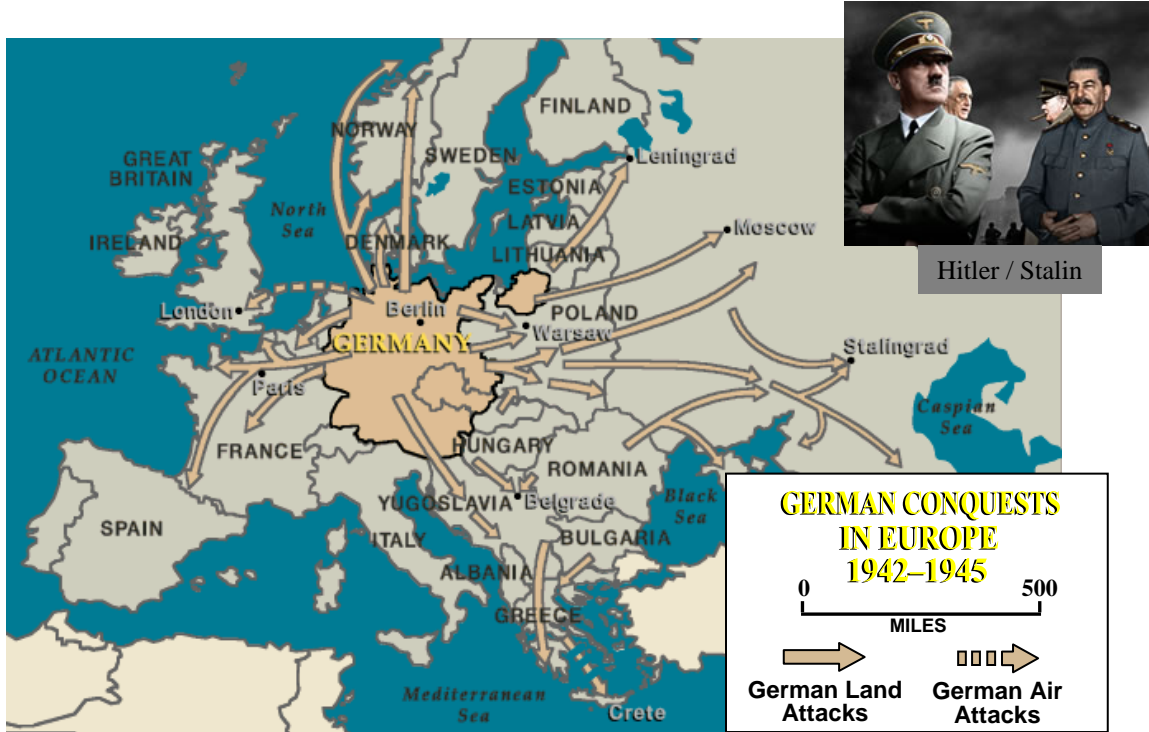 FINLAND
NORWAY
SWEDEN
Leningrad
GREAT
BRITAIN
ESTONIA
North
Sea
LATVIA
Moscow
IRELAND
DENMARK
LITHUANIA
Hitler / Stalin
London
Berlin
POLAND
Warsaw
GERMANY
Stalingrad
ATLANTIC
OCEAN
Paris
Caspian
Sea
FRANCE
HUNGARY
ROMANIA
YUGOSLAVIA
Belgrade
Black
Sea
SPAIN
ITALY
BULGARIA
ALBANIA
GREECE
Mediterranean
Sea
Crete
GERMAN CONQUESTS
IN EUROPE
1942–1945
0 500
MILES
German Land
Attacks
German Air
Attacks